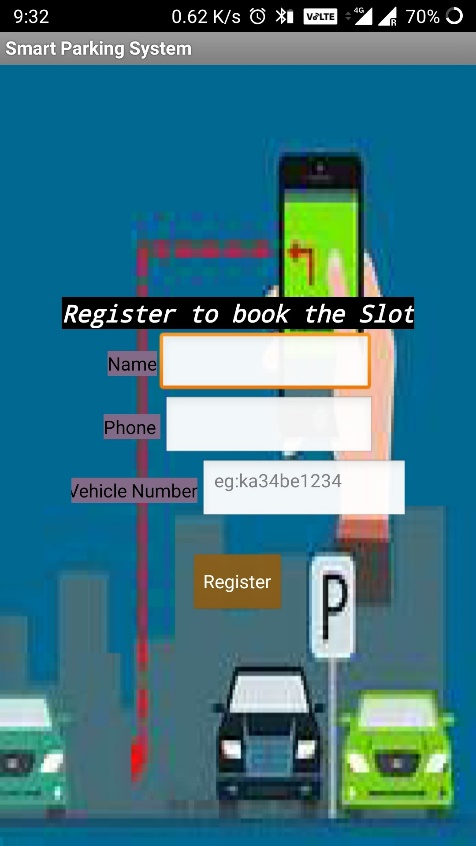 9:32 0.62 K/s VoLTE 4G R 70%
Smart Parking System
Register to book the Slot
Name
Phone
Vehicle Number eg:ka34be1234
Register
P